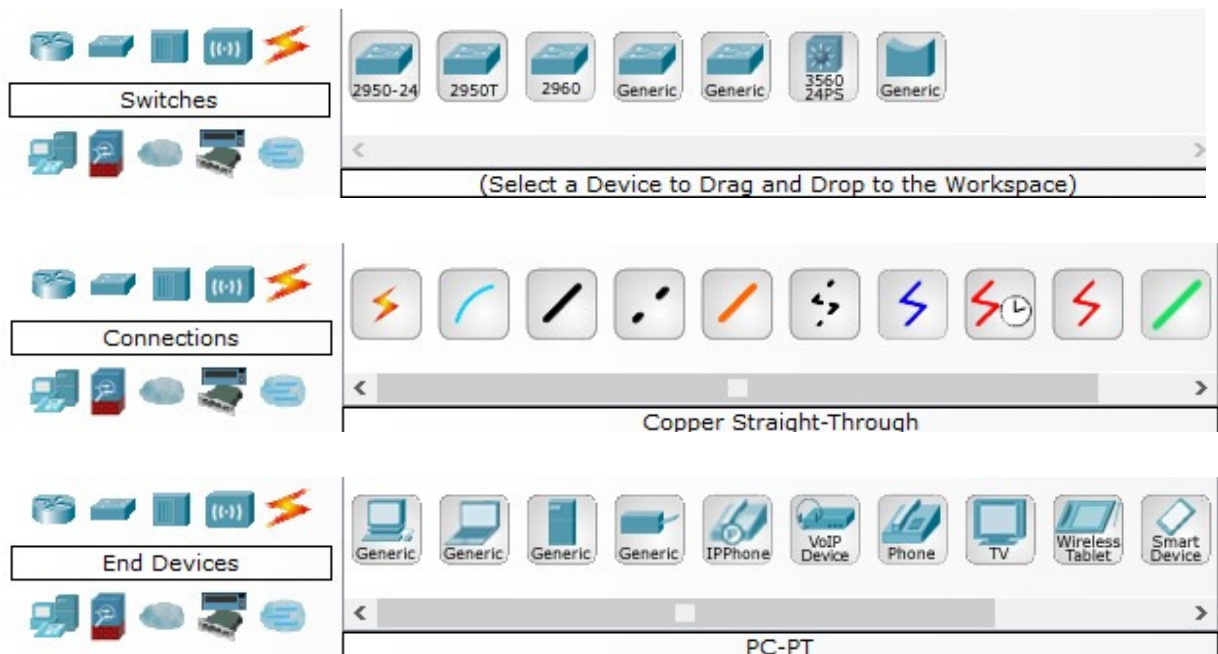 2950-24 2950T 2960 Generic Generic 3560 24PS Generic
Switches
(Select a Device to Drag and Drop to the Workspace)
Connections
Copper Straight-Through
Generic Generic Generic Generic IPPhone VoIP Device Phone TV Wireless Tablet Smart Device
End Devices
PC-PT